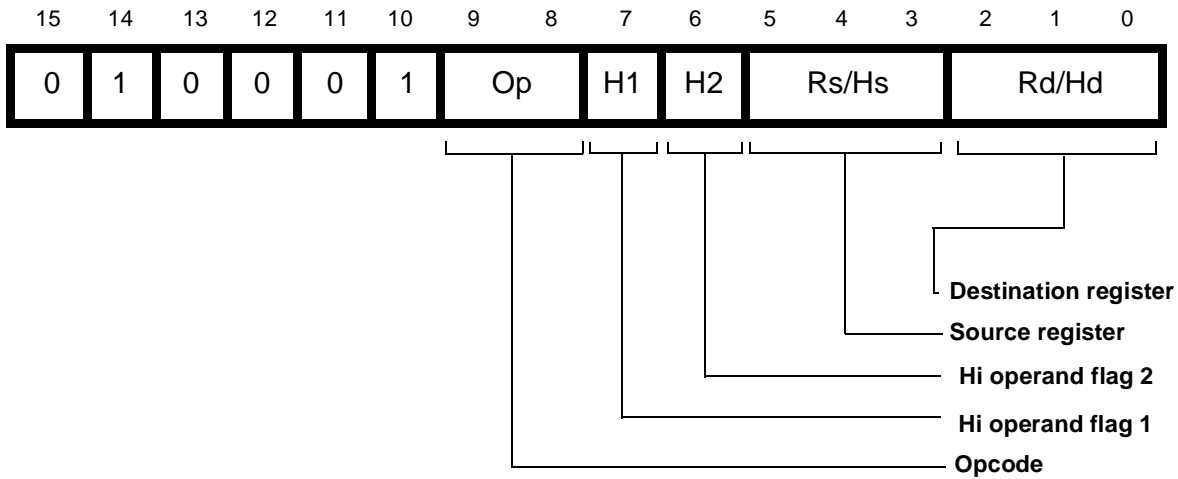 15 14 13 12 11 10 9 8 7 6 5 4 3 2 1 0
0 1 0 0 0 1 Op H1 H2 Rs/Hs Rd/Hd
Destination register
Source register
Hi operand flag 2
Hi operand flag 1
Opcode